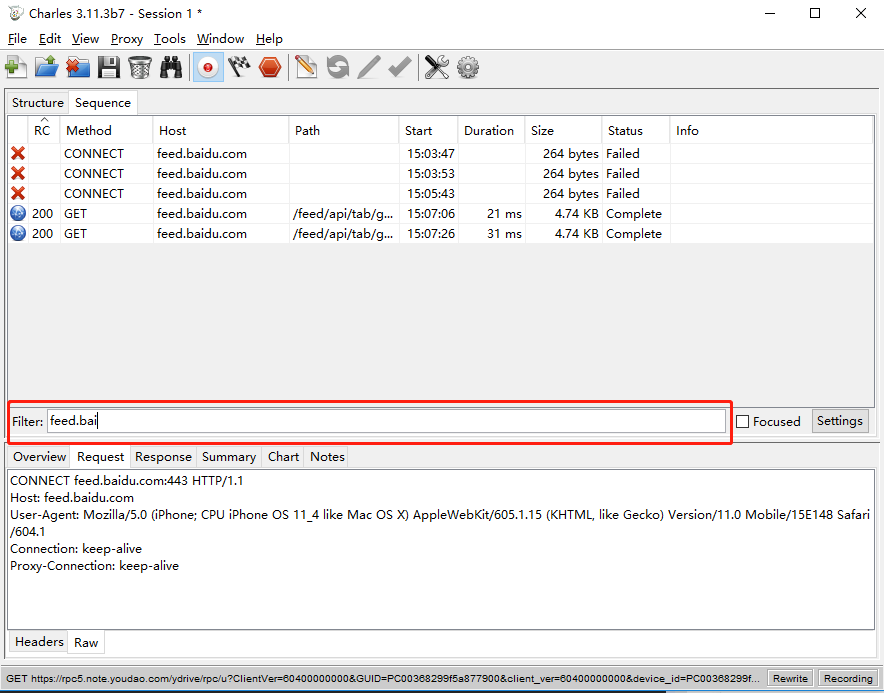 Charles 3.11.3b7 - Session 1 *
File Edit View Proxy Tools Window Help
Structure Sequence
RC Method Host Path Start Duration Size Status Info
CONNECT feed.baidu.com 15:03:47 264 bytes Failed
CONNECT feed.baidu.com 15:03:53 264 bytes Failed
CONNECT feed.baidu.com 15:05:43 264 bytes Failed
200 GET feed.baidu.com /feed/api/tab/g... 15:07:06 21 ms 4.74 KB Complete
200 GET feed.baidu.com /feed/api/tab/g... 15:07:26 31 ms 4.74 KB Complete
Filter: feed.bai Focused Settings
Overview Request Response Summary Chart Notes
CONNECT feed.baidu.com:443 HTTP/1.1
Host: feed.baidu.com
User-Agent: Mozilla/5.0 (iPhone; CPU iPhone OS 11_4 like Mac OS X) AppleWebKit/605.1.15 (KHTML, like Gecko) Version/11.0 Mobile/15E148 Safari
/604.1
Connection: keep-alive
Proxy-Connection: keep-alive
Headers Raw
GET https://rpc5.note.youdao.com/ydrive/rpc/u?ClientVer=60400000000&GUID=PC00368299f5a877900&client_ver=60400000000&device_id=PC00368299f... Rewrite Recording